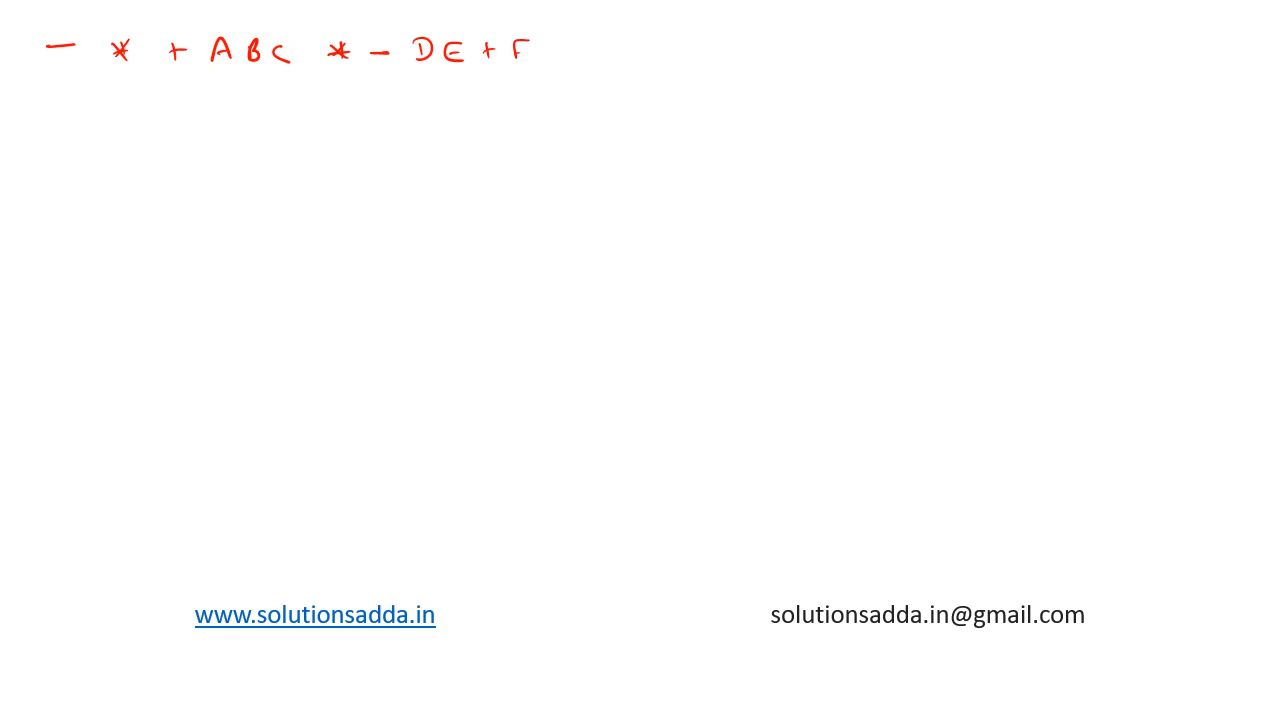 - * + A B C * - D E + F
www.solutionsadda.in
solutionsadda.in@gmail.com